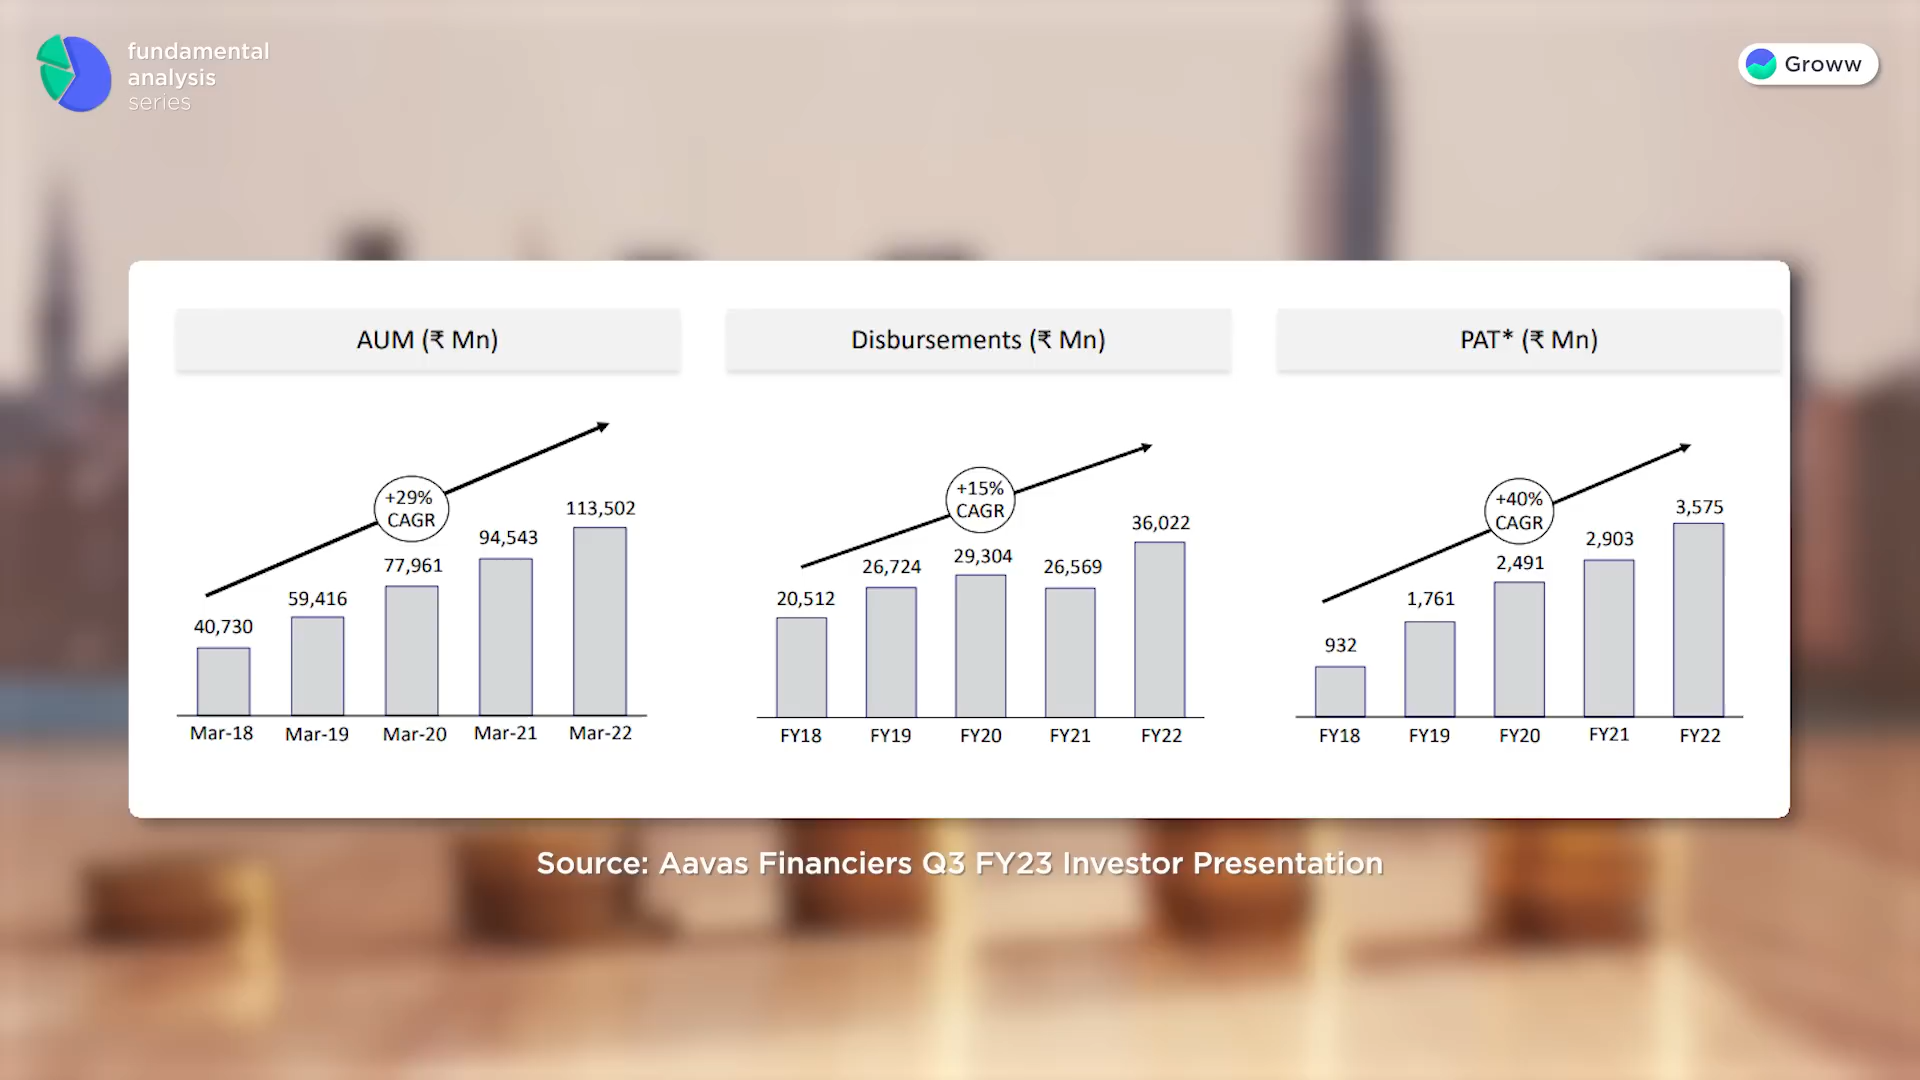 fundamental
analysis
series
Groww
AUM (₹ Mn)
+29%
CAGR
40,730
59,416
77,961
94,543
113,502
Mar-18
Mar-19
Mar-20
Mar-21
Mar-22
Disbursements (₹ Mn)
+15%
CAGR
20,512
26,724
29,304
26,569
36,022
FY18
FY19
FY20
FY21
FY22
PAT* (₹ Mn)
+40%
CAGR
932
1,761
2,491
2,903
3,575
FY18
FY19
FY20
FY21
FY22
Source: Aavas Financiers Q3 FY23 Investor Presentation